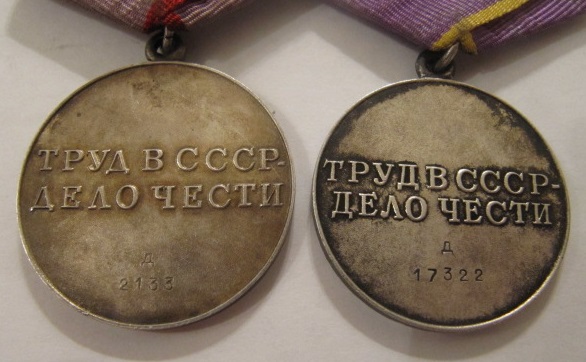 ТРУД В СССР-
ДЕЛО ЧЕСТИ
Д
2133
ТРУД В СССР-
ДЕЛО ЧЕСТИ
Д
17322